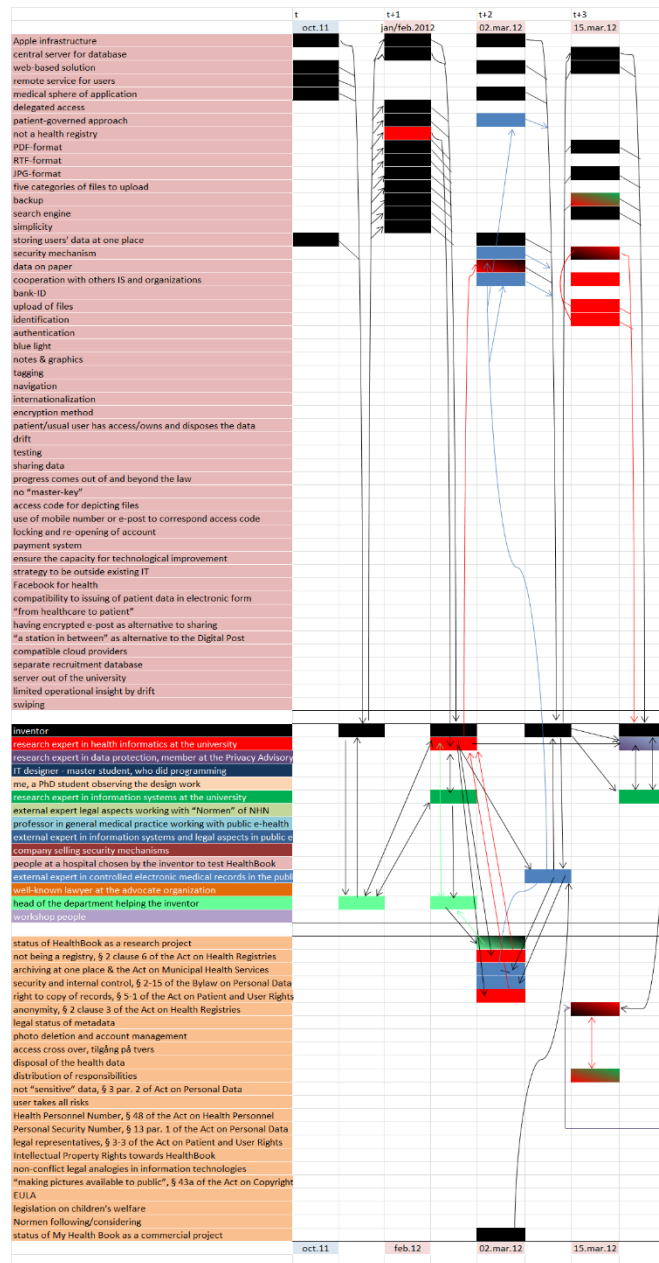 t t+1 t+2 t+3
oct.11 jan/feb.2012 02.mar.12 15.mar.12
Apple infrastructure
central server for database
web-based solution
remote service for users
medical sphere of application
delegated access
patient-governed approach
not a health registry
PDF-format
RTF-format
JPG-format
five categories of files to upload
backup
search engine
simplicity
storing users' data at one place
security mechanism
data on paper
cooperation with others IS and organizations
bank-ID
upload of files
identification
authentication
blue light
notes & graphics
tagging
navigation
internationalization
encryption method
patient/usual user has access/owns and disposes the data
drift
testing
sharing data
progress comes out of and beyond the law
no "master-key"
access code for depicting files
use of mobile number or e-post to correspond access code
locking and re-opening of account
payment system
ensure the capacity for technological improvement
strategy to be outside existing IT
Facebook for health
compatibility to issuing of patient data in electronic form
"from healthcare to patient"
having encrypted e-post as alternative to sharing
"a station in between" as alternative to the Digital Post
compatible cloud providers
separate recruitment database
server out of the university
limited operational insight by drift
swiping
inventor
research expert in health informatics at the university
research expert in data protection, member at the Privacy Advisory
IT designer - master student, who did programming
me, a PhD student observing the design work
research expert in information systems at the university
external expert legal aspects working with "Normen" of NHN
professor in general medical practice working with public e-health
external expert in information systems and legal aspects in public e
company selling security mechanisms
people at a hospital chosen by the inventor to test HealthBook
external expert in controlled electronic medical records in the publi
well-known lawyer at the advocate organization
head of the department helping the inventor
workshop people
status of HealthBook as a research project
not being a registry, § 2 clause 6 of the Act on Health Registries
archiving at one place & the Act on Municipal Health Services
security and internal control, § 2-15 of the Bylaw on Personal Data
right to copy of records, § 5-1 of the Act on Patient and User Rights
anonymity, § 2 clause 3 of the Act on Health Registries
legal status of metadata
photo deletion and account management
access cross over, tilgång på tvers
disposal of the health data
distribution of responsibilities
not "sensitive" data, § 3 par. 2 of Act on Personal Data
user takes all risks
Health Personnel Number, § 48 of the Act on Health Personnel
Personal Security Number, § 13 par. 1 of the Act on Personal Data
legal representatives, § 3-3 of the Act on Patient and User Rights
Intellectual Property Rights towards HealthBook
non-conflict legal analogies in information technologies
"making pictures available to public", § 43a of the Act on Copyright
EULA
legislation on children's welfare
Normen following/considering
status of My Health Book as a commercial project
oct.11 feb.12 02.mar.12 15.mar.12